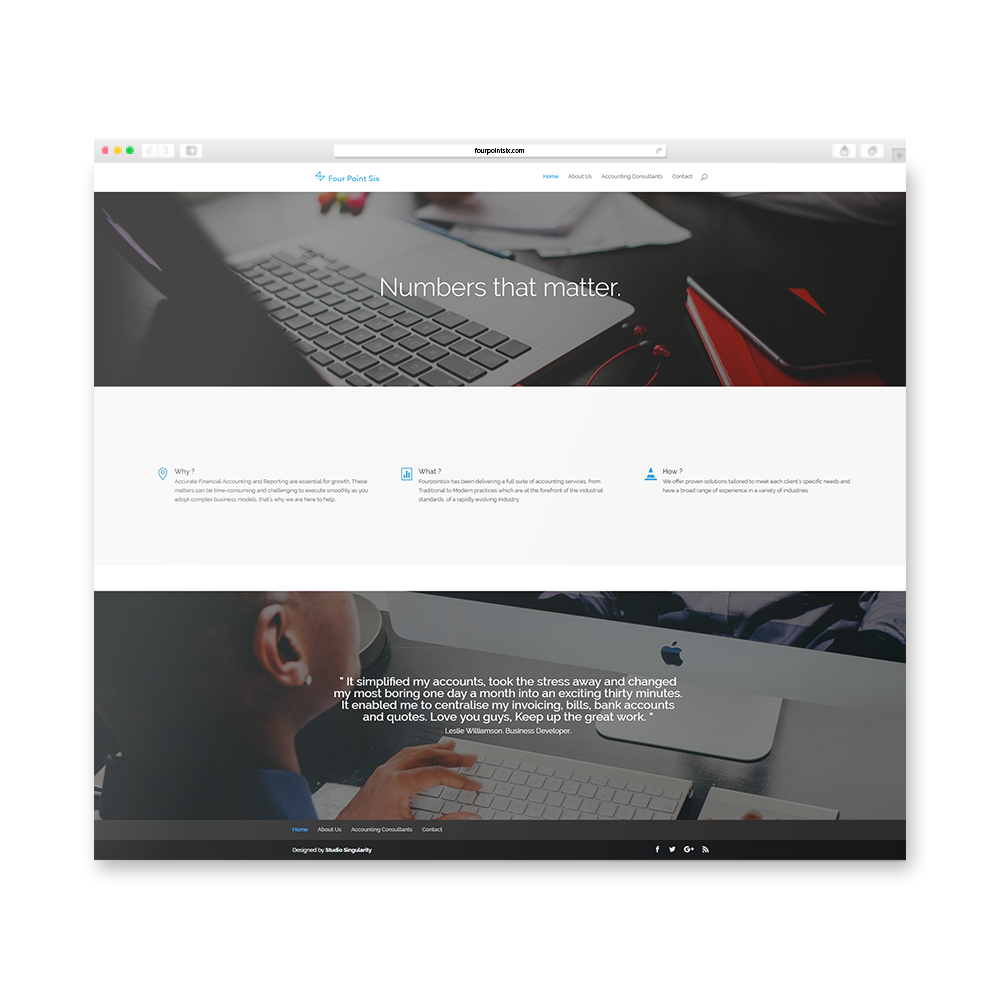 fourpointsix.com
Four Point Six
Home About Us Accounting Consultants Contact
Numbers that matter.
Why ?
Accurate Financial Accounting and Reporting are essential for growth. These
matters can be time-consuming and challenging to execute smoothly as you
adopt complex business models, that's why we are here to help.
What ?
Fourpointsix has been delivering a full suite of accounting services, from
Traditional to Modern practices which are at the forefront of the industrial
standards, of a rapidly evolving Industry.
How ?
We offer proven solutions tailored to meet each client's specific needs and
have a broad range of experience in a variety of industries.
" It simplified my accounts, took the stress away and changed
my most boring one day a month into an exciting thirty minutes.
It enabled me to centralise my invoicing, bills, bank accounts
and quotes. Love you guys, Keep up the great work. "
Leslie Williamson. Business Developer.
Home About Us Accounting Consultants Contact
Designed by Studio Singularity